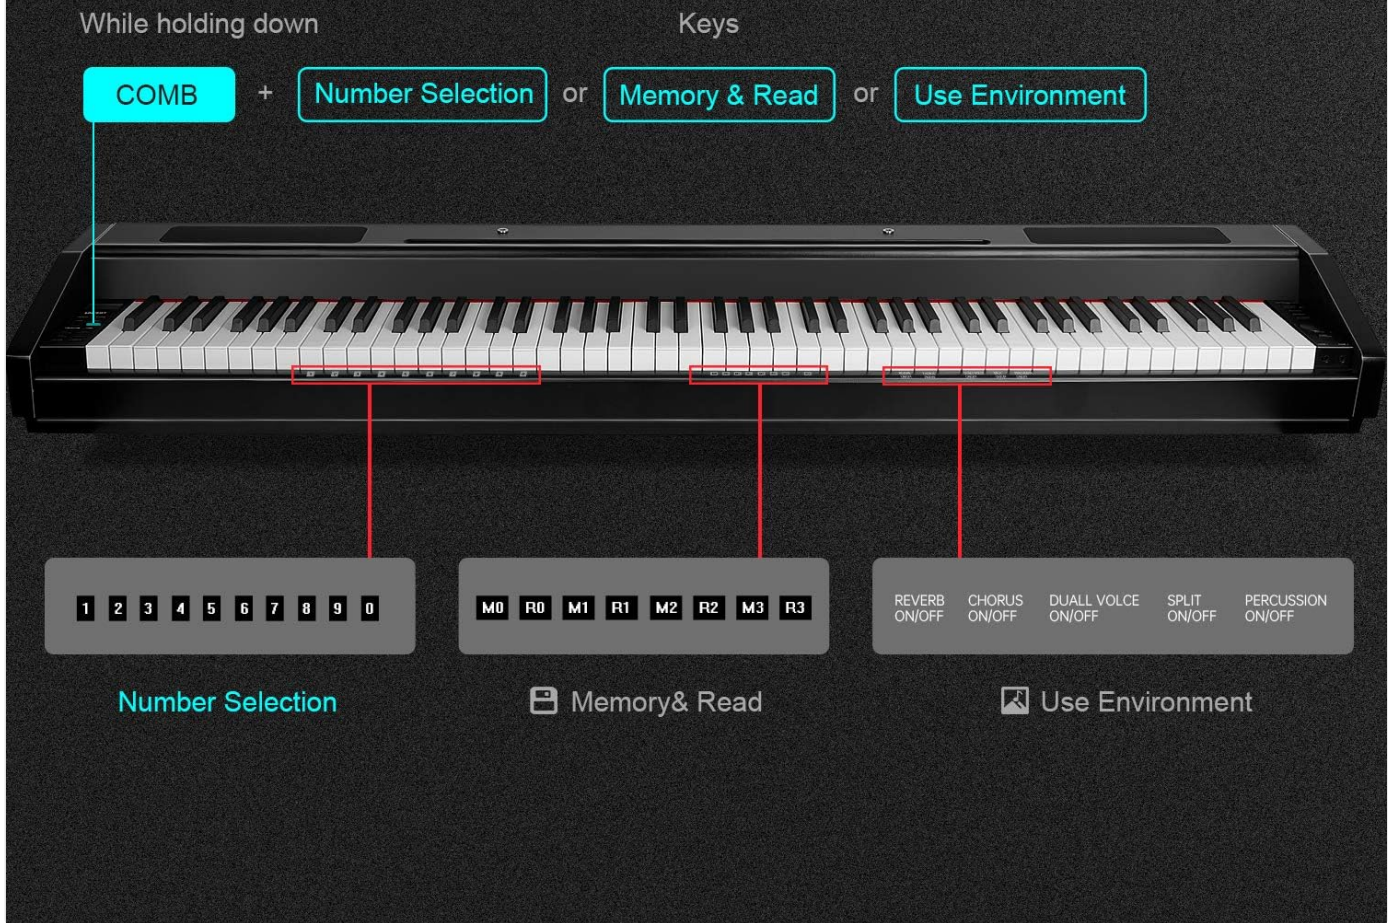 While holding down
Keys
COMB + Number Selection or Memory & Read or Use Environment
1 2 3 4 5 6 7 8 9 0
M0 R0 M1 R1 M2 R2 M3 R3
REVERB CHORUS DUALL VOLCE SPLIT PERCUSSION
ON/OFF ON/OFF ON/OFF ON/OFF ON/OFF
Number Selection
Memory& Read
Use Environment